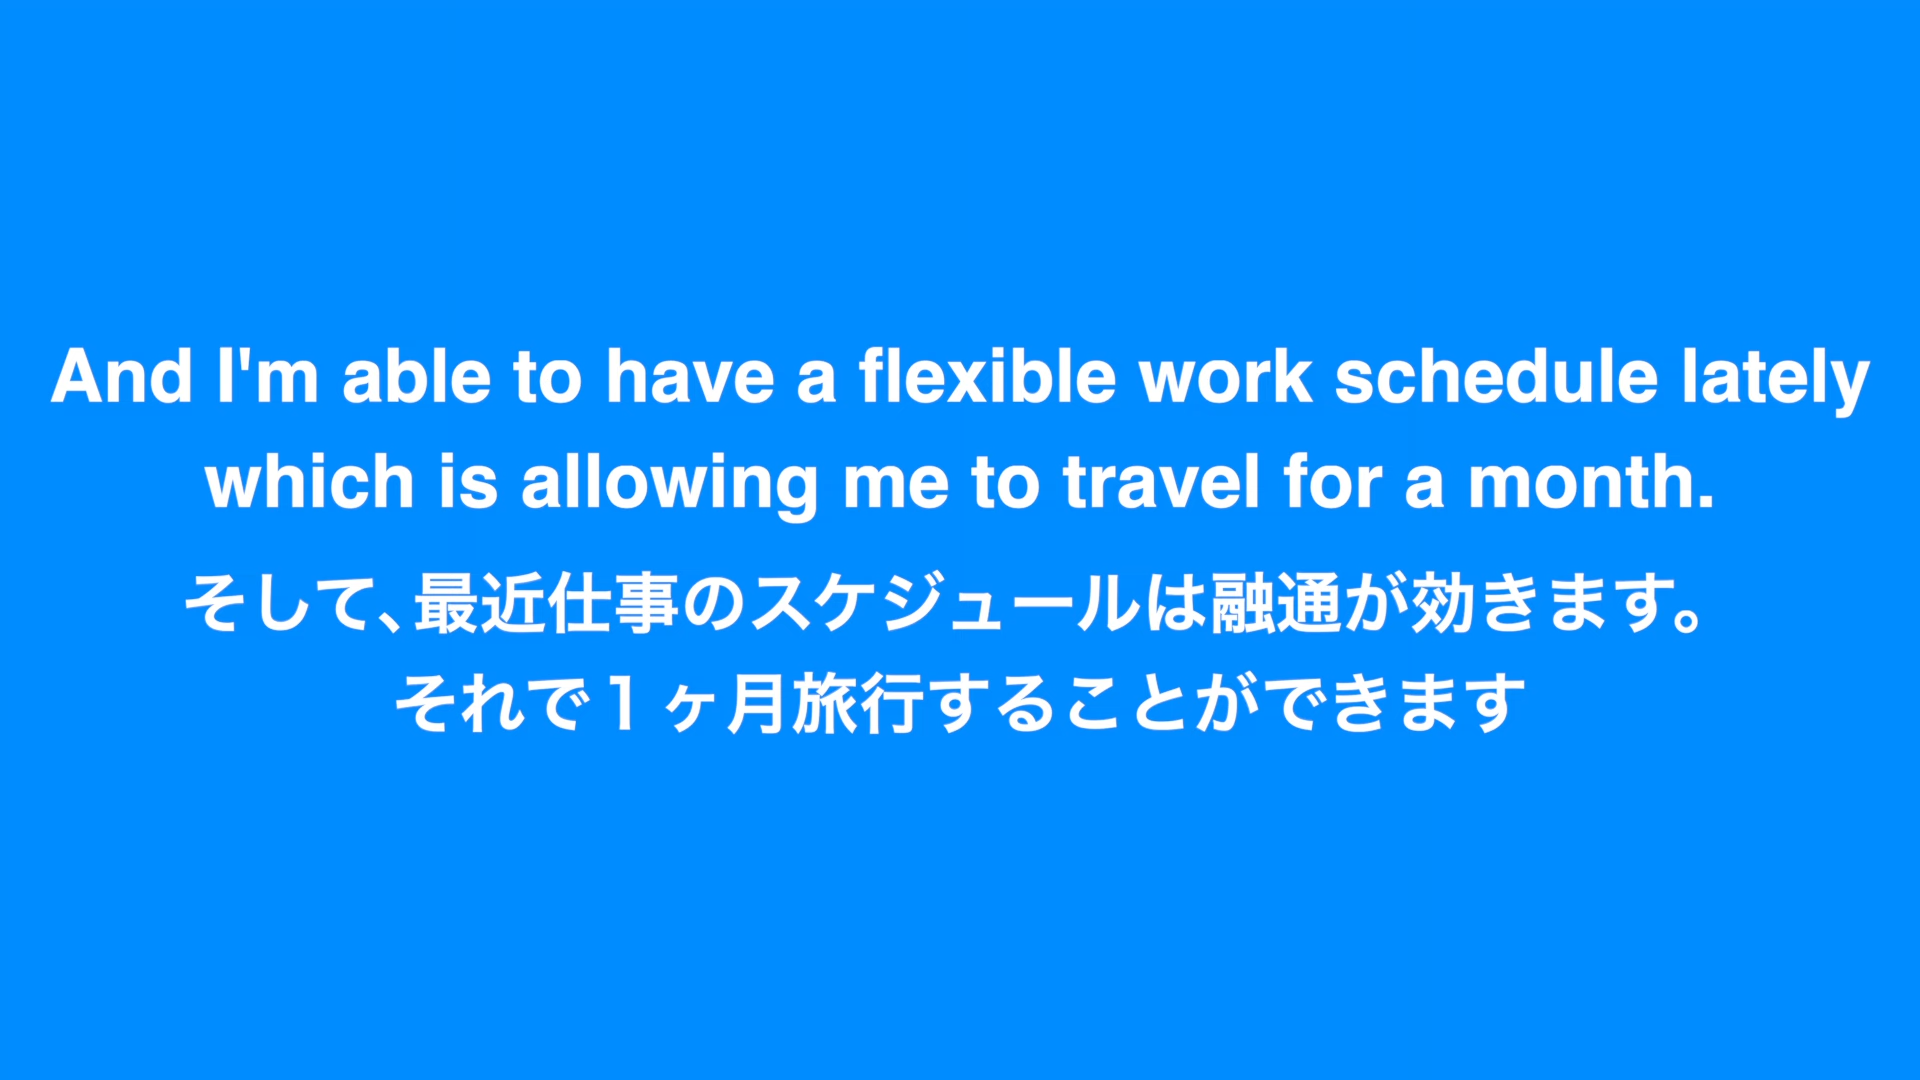 And I'm able to have a flexible work schedule lately
which is allowing me to travel for a month.
そして、最近仕事のスケジュールは融通が効きます。
それで１ヶ月旅行することができます